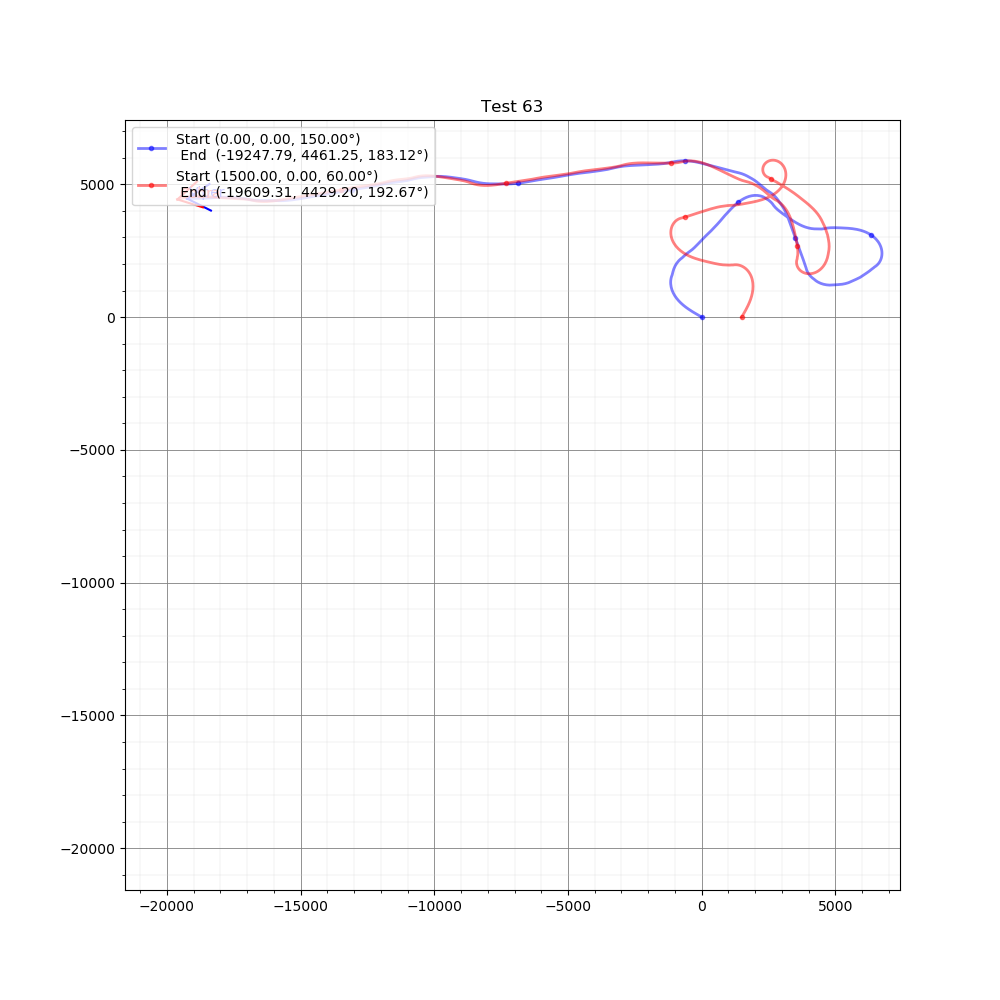 Test 63
Start (0.00, 0.00, 150.00°)
End (-19247.79, 4461.25, 183.12°)
Start (1500.00, 0.00, 60.00°)
End (-19609.31, 4429.20, 192.67°)
5000
0
−5000
−10000
−15000
−20000
−20000 −15000 −10000 −5000 0 5000